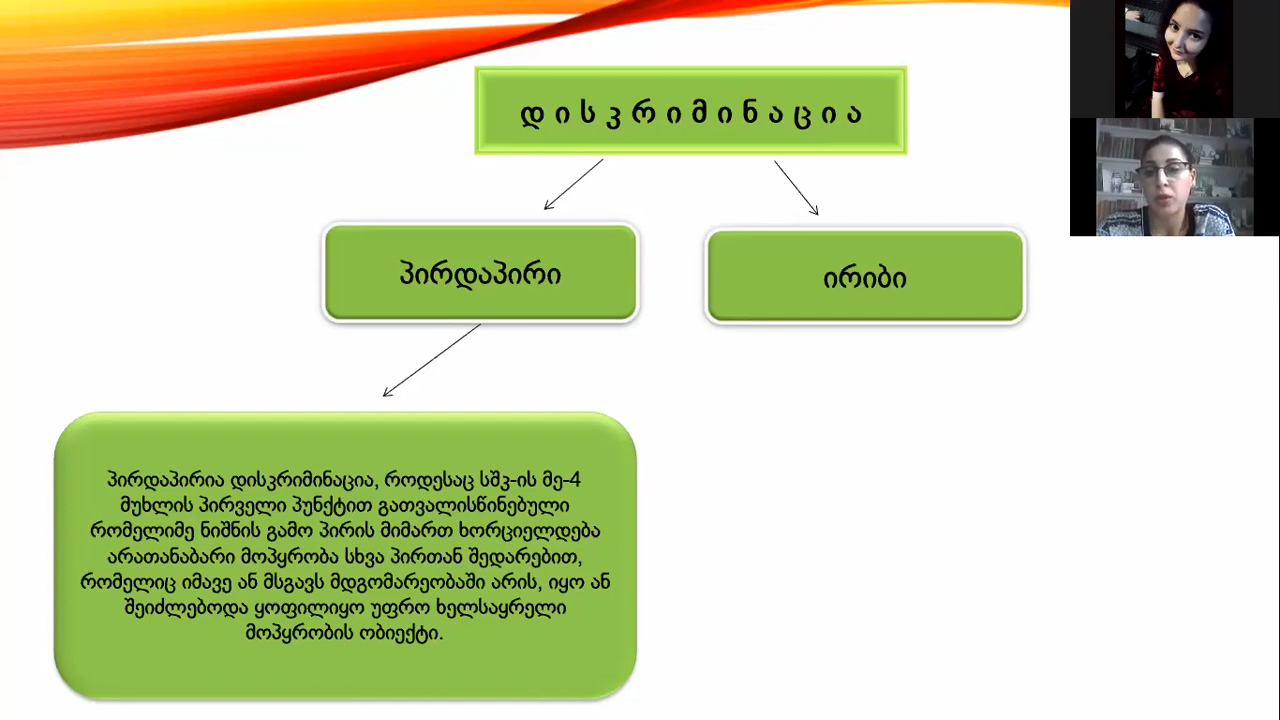 დ ი ს კ რ ი მ ი ნ ა ც ი ა
პირდაპირი
ირიბი
პირდაპირია დისკრიმინაცია, როდესაც სშკ-ის მე-4
მუხლის პირველი პუნქტით გათვალისწინებული
რომელიმე ნიშნის გამო პირის მიმართ ხორციელდება
არათანაბარი მოპყრობა სხვა პირთან შედარებით,
რომელიც იმავე ან მსგავს მდგომარეობაში არის, იყო ან
შეიძლებოდა ყოფილიყო უფრო ხელსაყრელი
მოპყრობის ობიექტი.